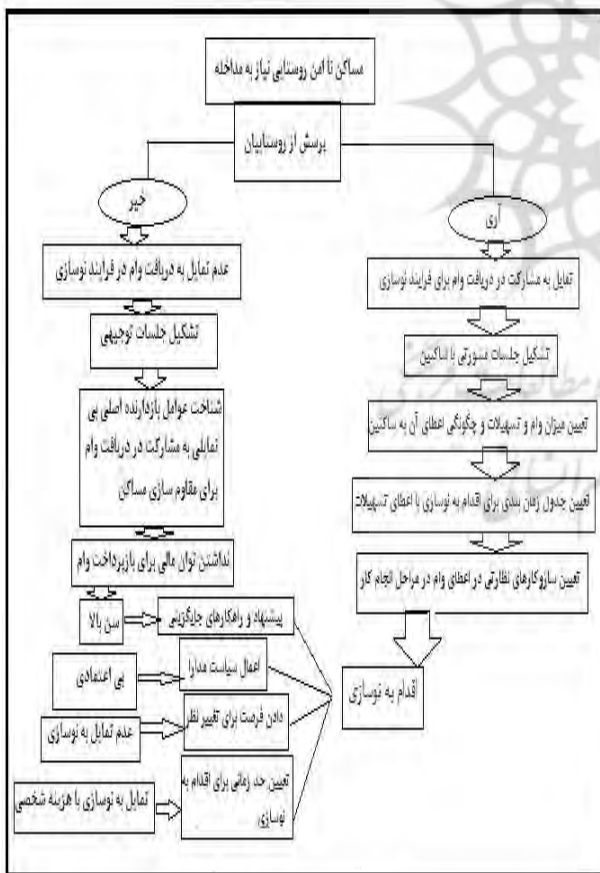 مساکن نا امن روستایی نیاز به مداخله
پرسش از روستاییان
آری
تمایل به مشارکت در دریافت وام برای فرایند نوسازی
تشکیل جلسات مشورتی با ساکنین
تعیین میزان وام و تسهیلات و چگونگی اعطای آن به ساکنین
تعیین جدول زمان بندی برای اقدام به نوسازی با اعطای تسهیلات
تعیین سازوکارهای نظارتی در اعطای وام در مراحل انجام کار
اقدام به نوسازی
خیر
عدم تمایل به دریافت وام در فرایند نوسازی
تشکیل جلسات توجیهی
شناخت عوامل بازدارنده اصلی بی
تمایلی به مشارکت در دریافت وام
برای مقاوم سازی مساکن
نداشتن توان مالی برای بازپرداخت وام
سن بالا
پیشنهاد و راهکارهای جایگزینی
بی اعتمادی
اعمال سیاست مدارا
عدم تمایل به نوسازی
دادن فرصت برای تغییر نظر
تمایل به نوسازی با هزینه شخصی
تعیین حد زمانی برای اقدام به
نوسازی